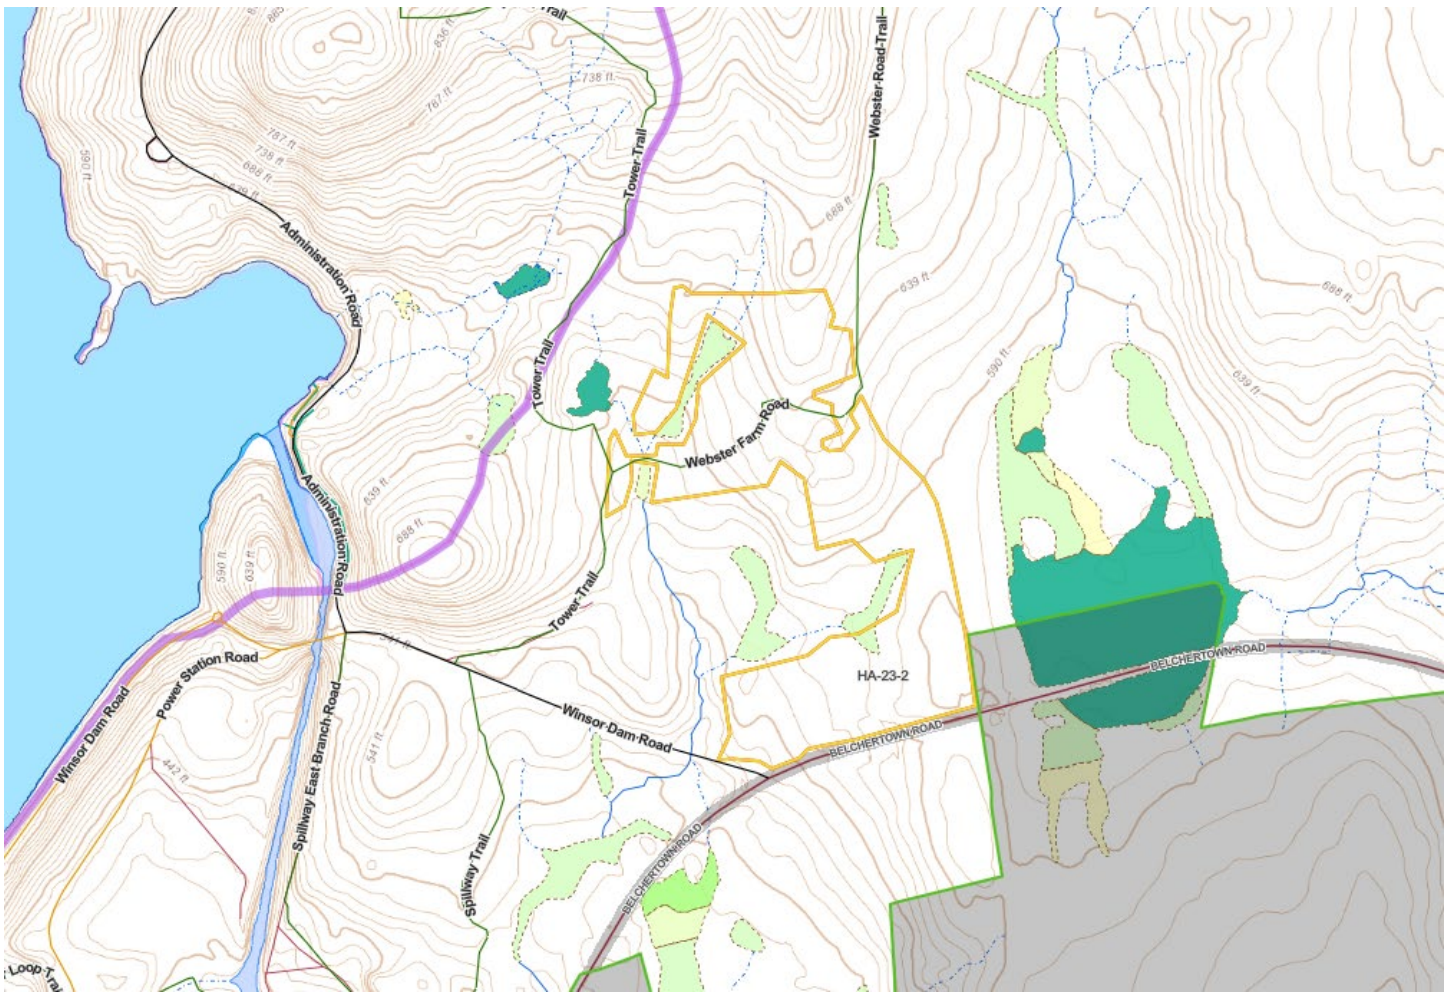 Trail
836 ft
738 ft
787 ft
Webster Road Trail
787 ft
738 ft
688 ft
639 ft
590 ft
Tower Trail
Tower Trail
688 ft
Administration Road
639 ft
688 ft
590 ft
639 ft
Tower Trail
Webster Farm Road
639 ft
Administration Road
688 ft
590 ft
639 ft
Tower Trail
541 ft
Power Station Road
BELCHERTOWN ROAD
HA-23-2
Winsor Dam Road
Winsor Dam Road
BELCHERTOWN ROAD
541 ft
442 ft
Spillway East Branch Road
Spillway Trail
BELCHERTOWN ROAD
Loop Trail